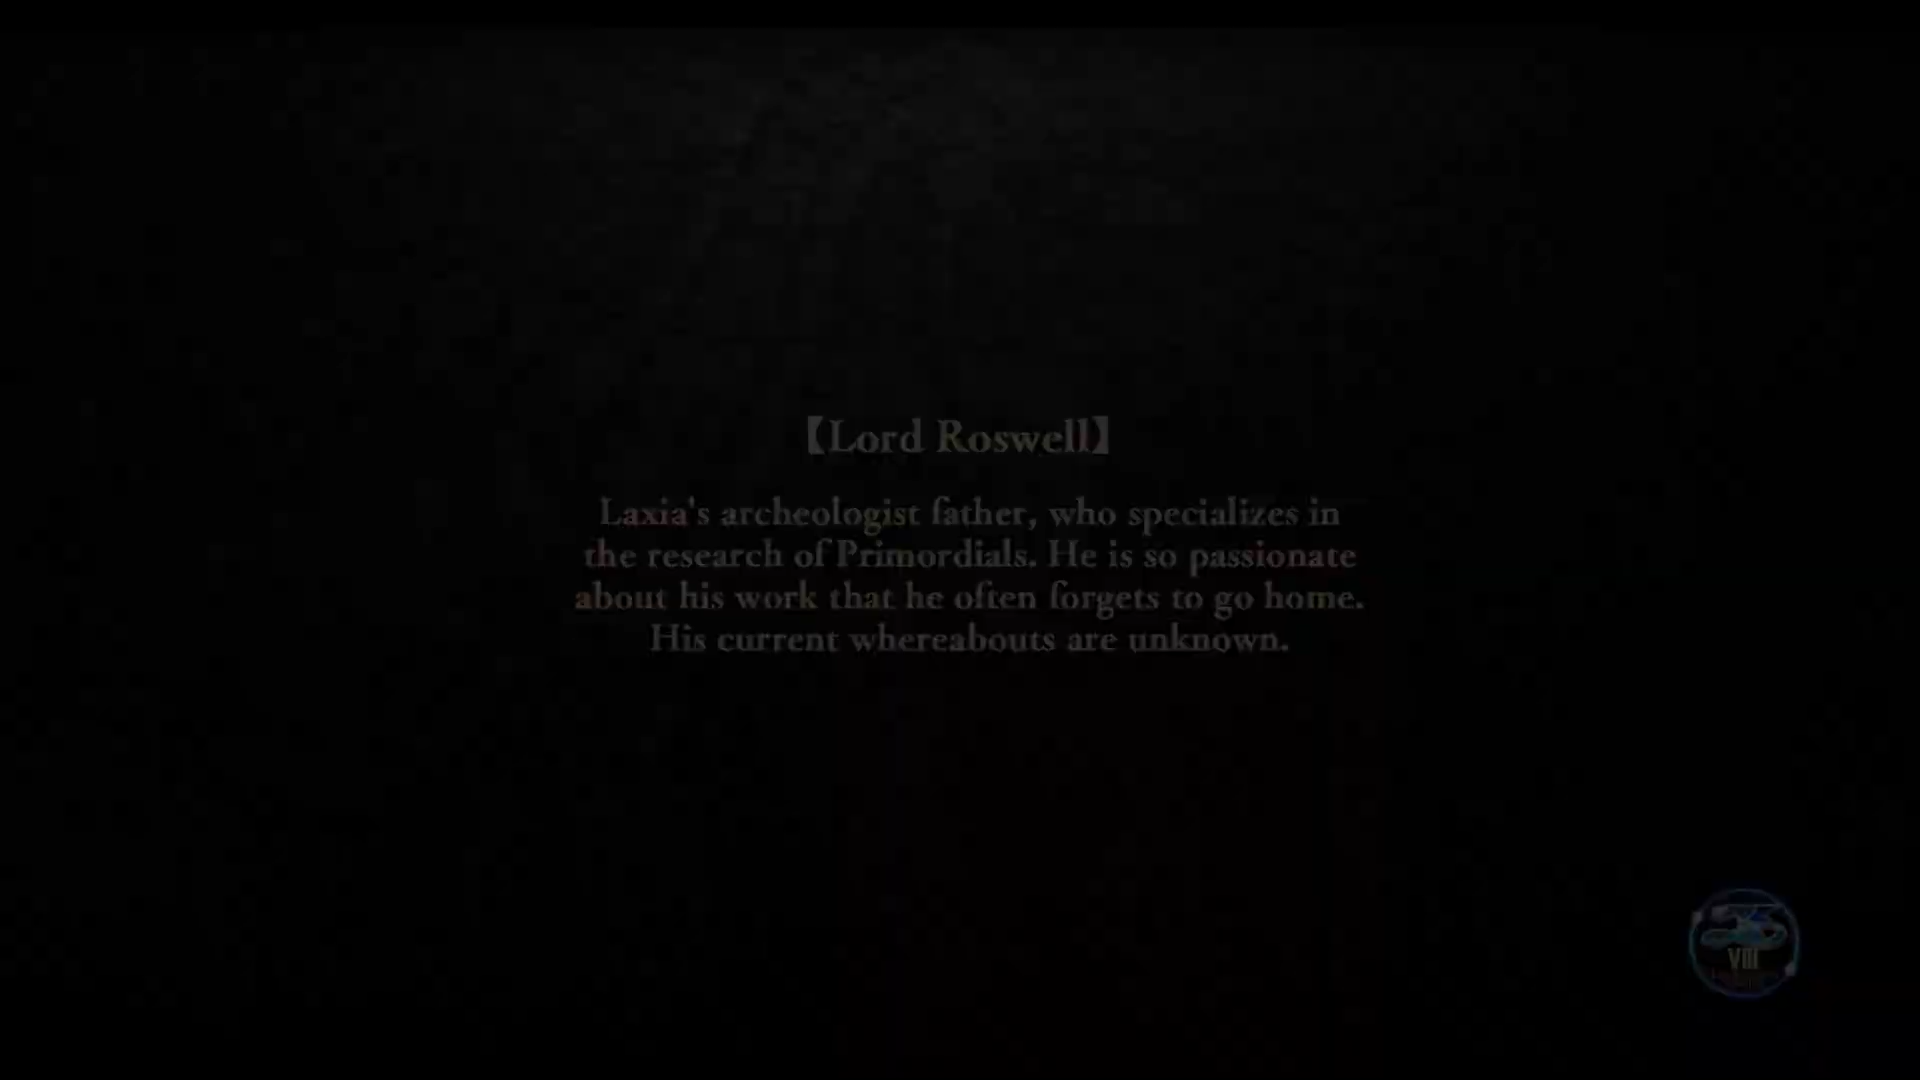 【Lord Roswell】
Laxia's archeologist father, who specializes in
the research of Primordials. He is so passionate
about his work that he often forgets to go home.
His current whereabouts are unknown.
VIII